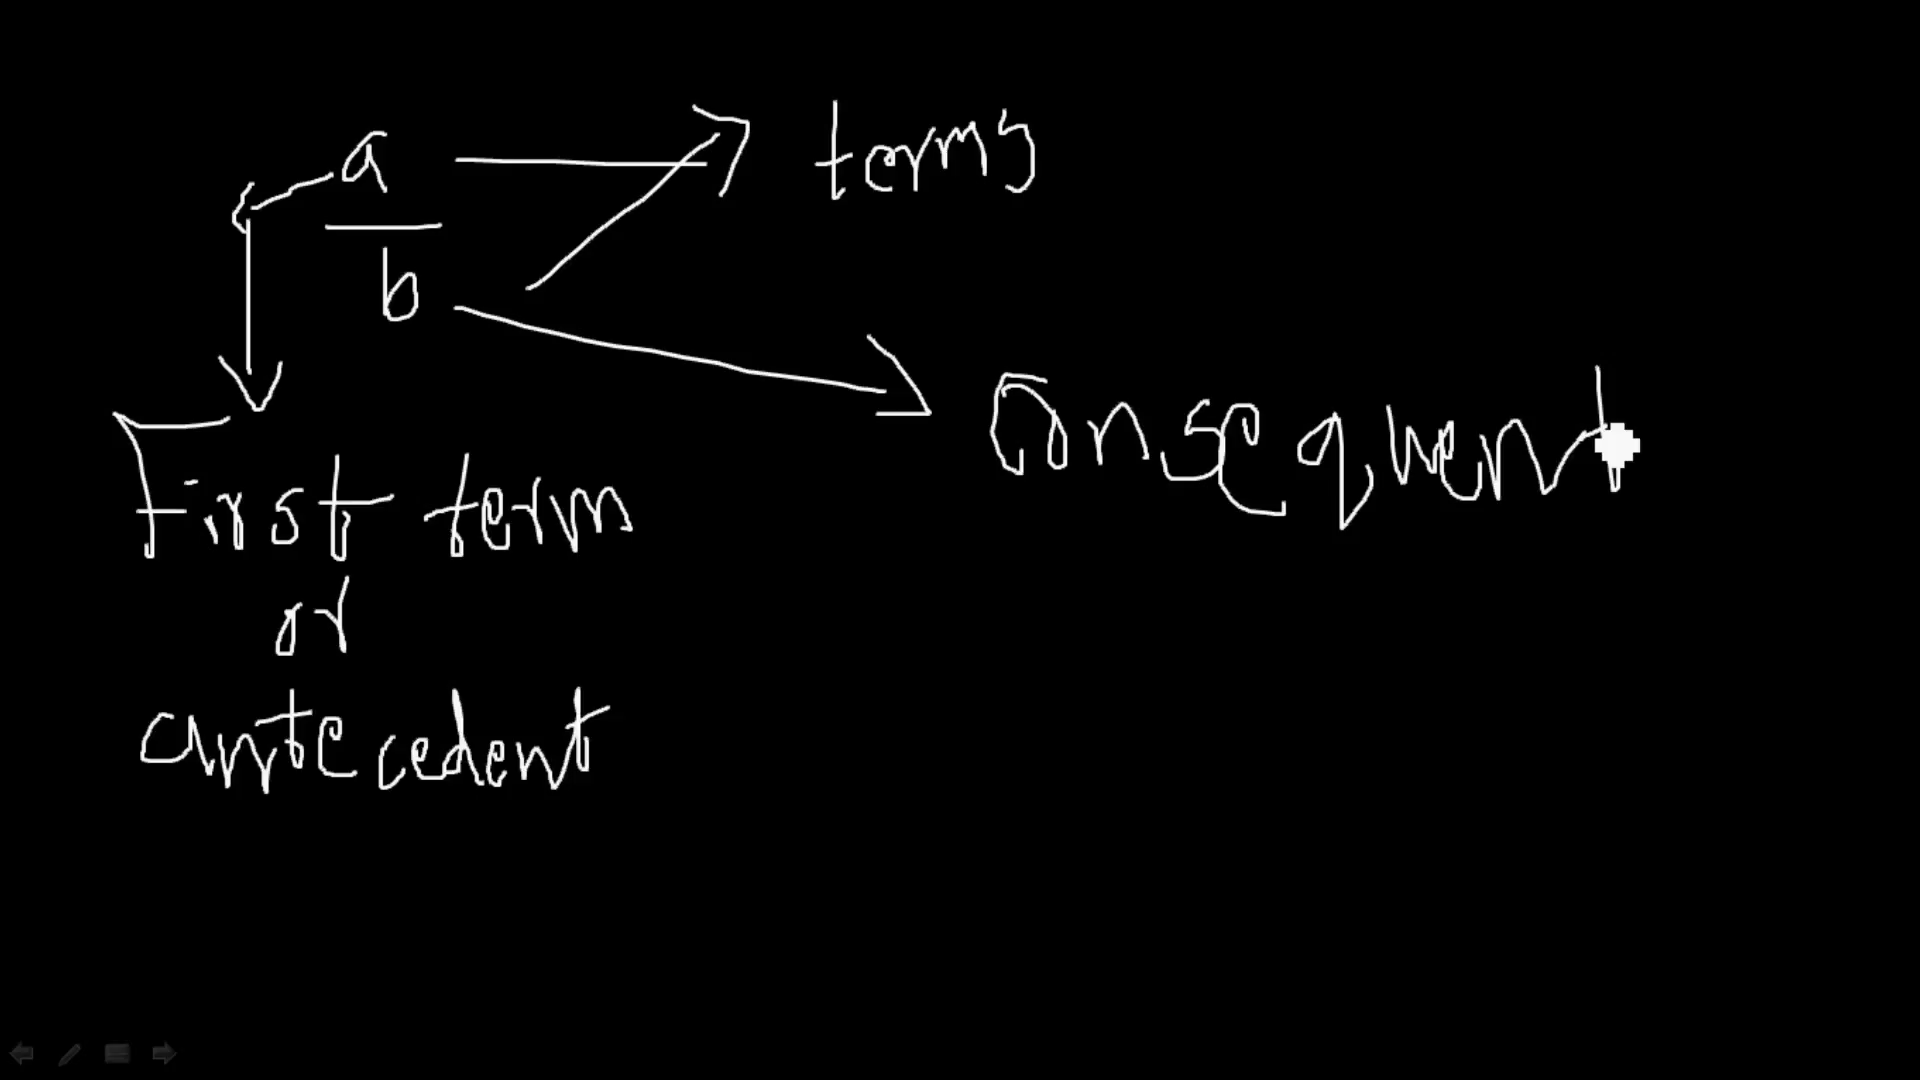 a
terms
b
Consequent
First term
or
antecedent